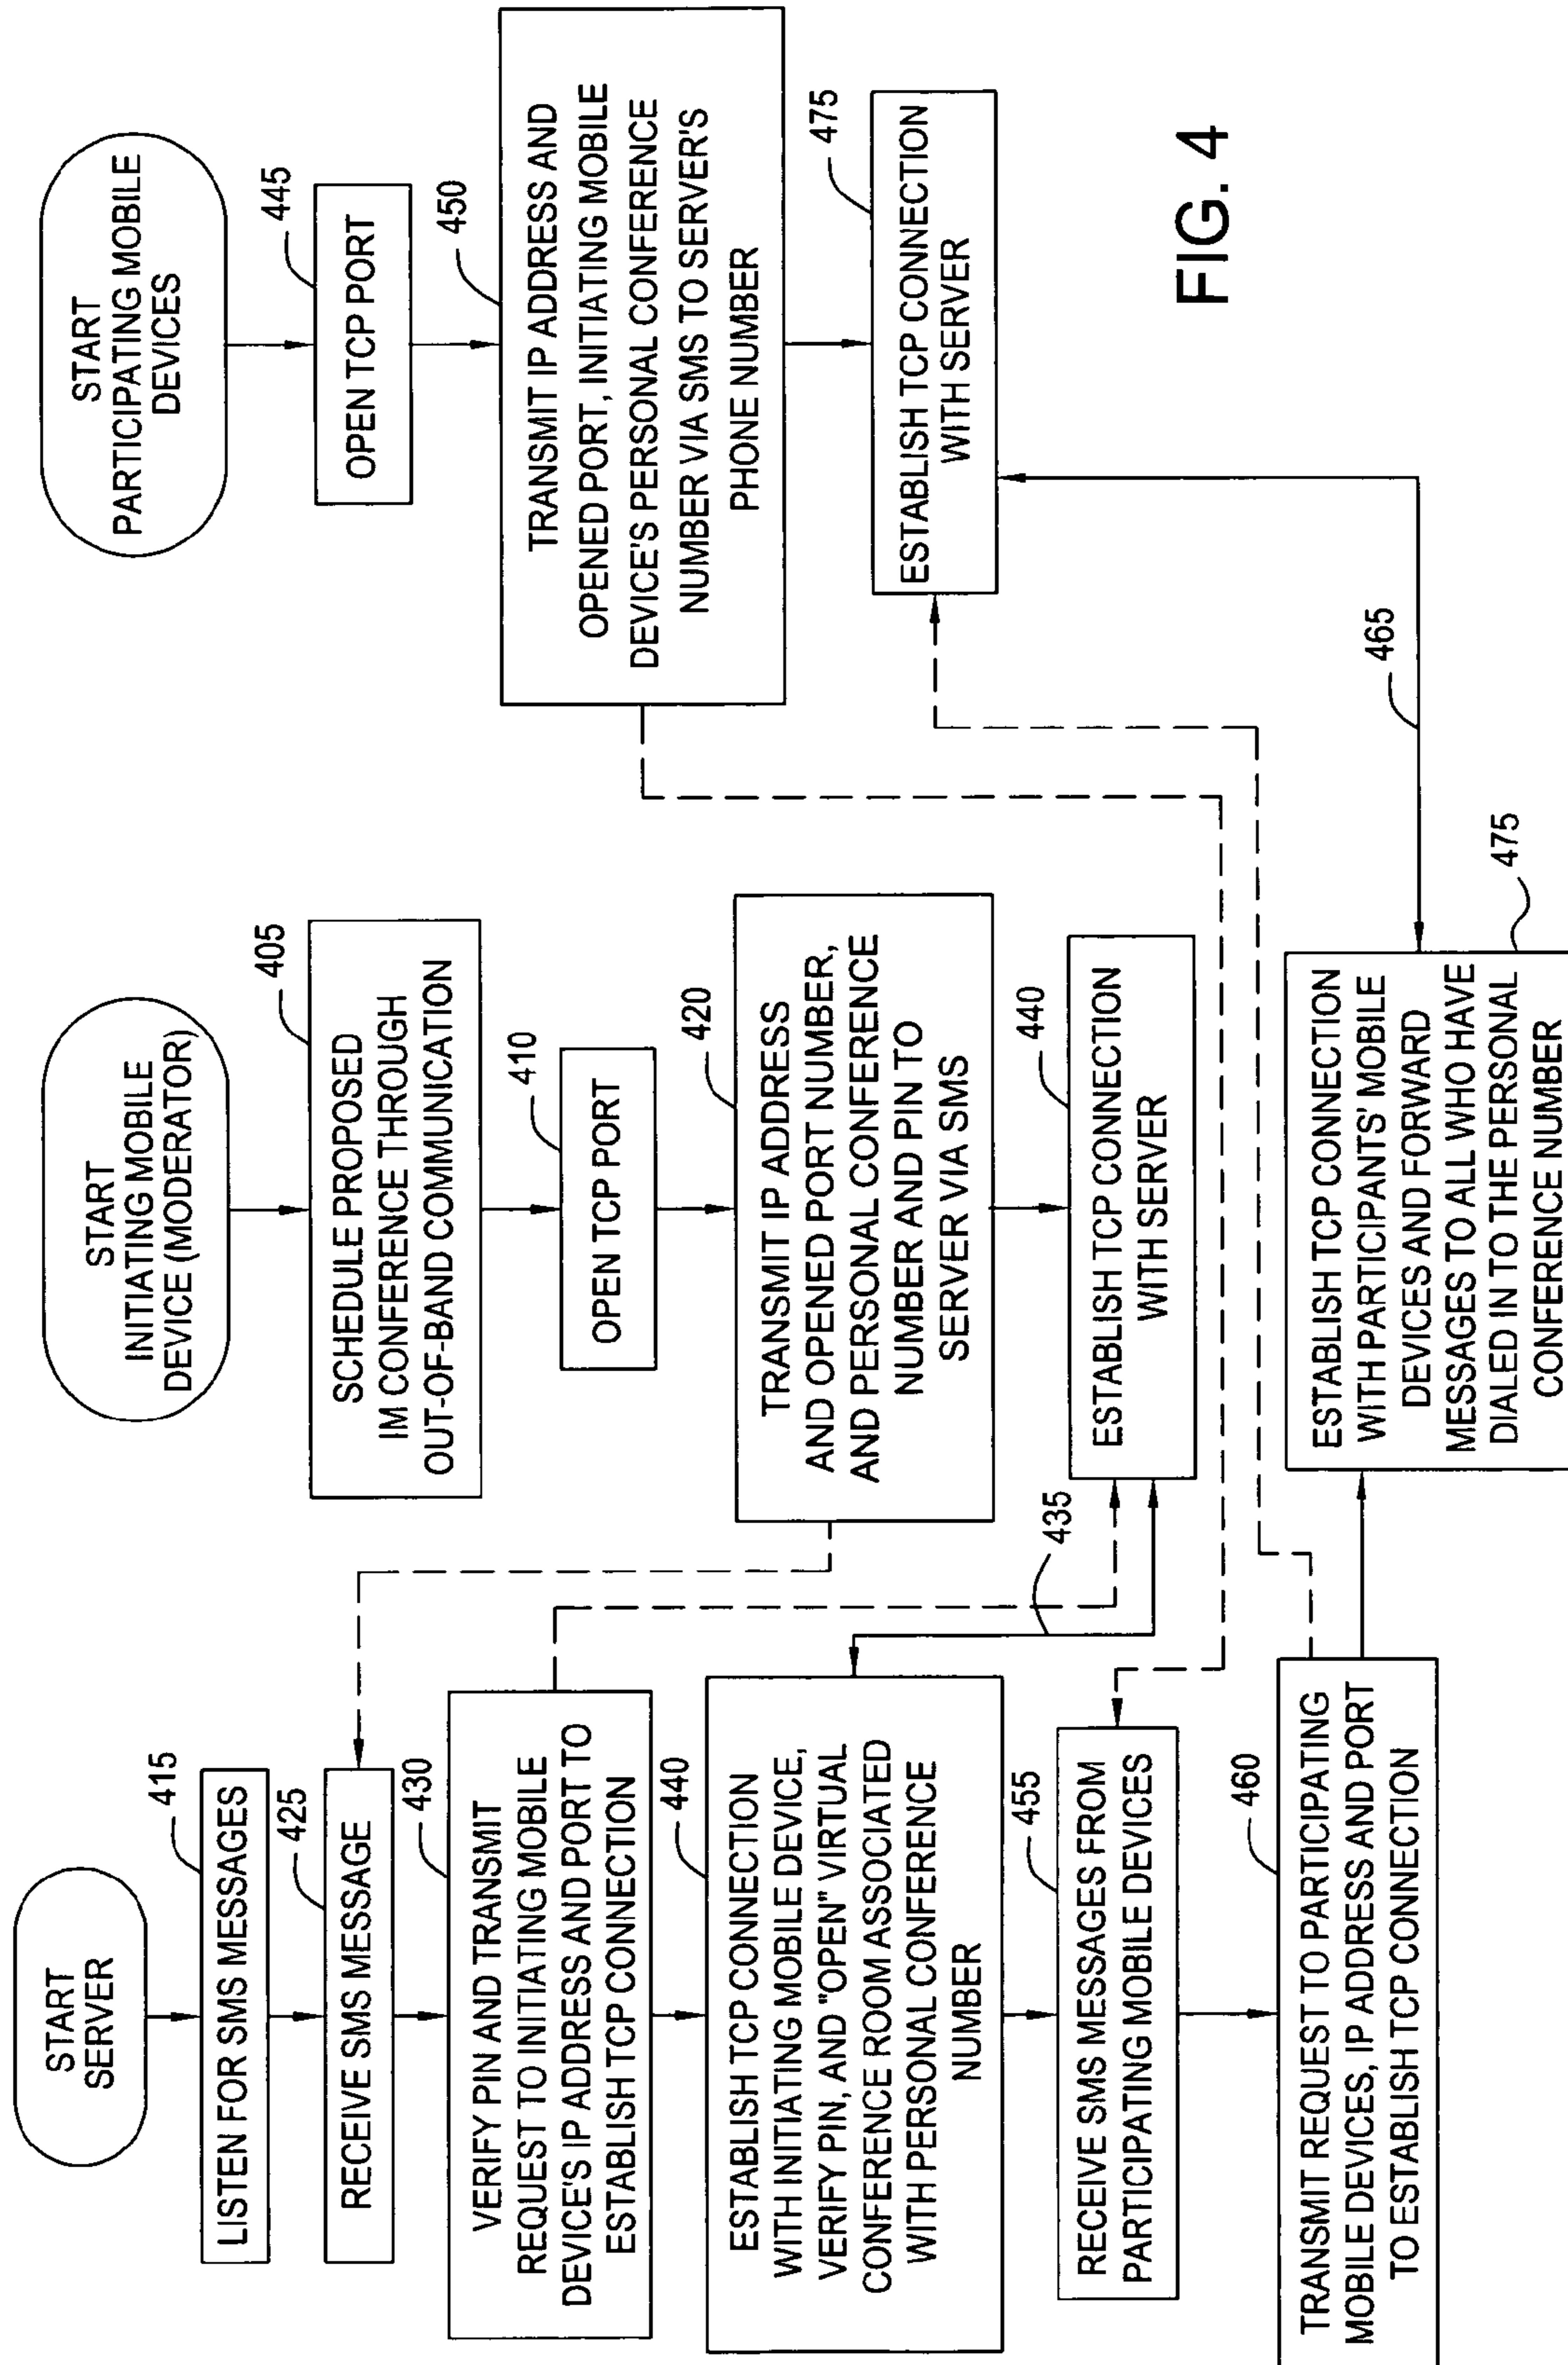 START
SERVER
415
LISTEN FOR SMS MESSAGES
425
RECEIVE SMS MESSAGE
430
VERIFY PIN AND TRANSMIT
REQUEST TO INITIATING MOBILE
DEVICE'S IP ADDRESS AND PORT TO
ESTABLISH TCP CONNECTION
440
ESTABLISH TCP CONNECTION
WITH INITIATING MOBILE DEVICE,
VERIFY PIN, AND "OPEN" VIRTUAL
CONFERENCE ROOM ASSOCIATED
WITH PERSONAL CONFERENCE
NUMBER
455
RECEIVE SMS MESSAGES FROM
PARTICIPATING MOBILE DEVICES
460
TRANSMIT REQUEST TO PARTICIPATING
MOBILE DEVICES, IP ADDRESS AND PORT
TO ESTABLISH TCP CONNECTION
START
INITIATING MOBILE
DEVICE (MODERATOR)
405
SCHEDULE PROPOSED
IM CONFERENCE THROUGH
OUT-OF-BAND COMMUNICATION
410
OPEN TCP PORT
420
TRANSMIT IP ADDRESS
AND OPENED PORT NUMBER,
AND PERSONAL CONFERENCE
NUMBER AND PIN TO
SERVER VIA SMS
440
ESTABLISH TCP CONNECTION
WITH SERVER
435
ESTABLISH TCP CONNECTION
WITH PARTICIPANTS' MOBILE
DEVICES AND FORWARD
MESSAGES TO ALL WHO HAVE
DIALED IN TO THE PERSONAL
CONFERENCE NUMBER
475
START
PARTICIPATING MOBILE
DEVICES
445
OPEN TCP PORT
450
TRANSMIT IP ADDRESS AND
OPENED PORT, INITIATING MOBILE
DEVICE'S PERSONAL CONFERENCE
NUMBER VIA SMS TO SERVER'S
PHONE NUMBER
475
ESTABLISH TCP CONNECTION
WITH SERVER
465
FIG. 4